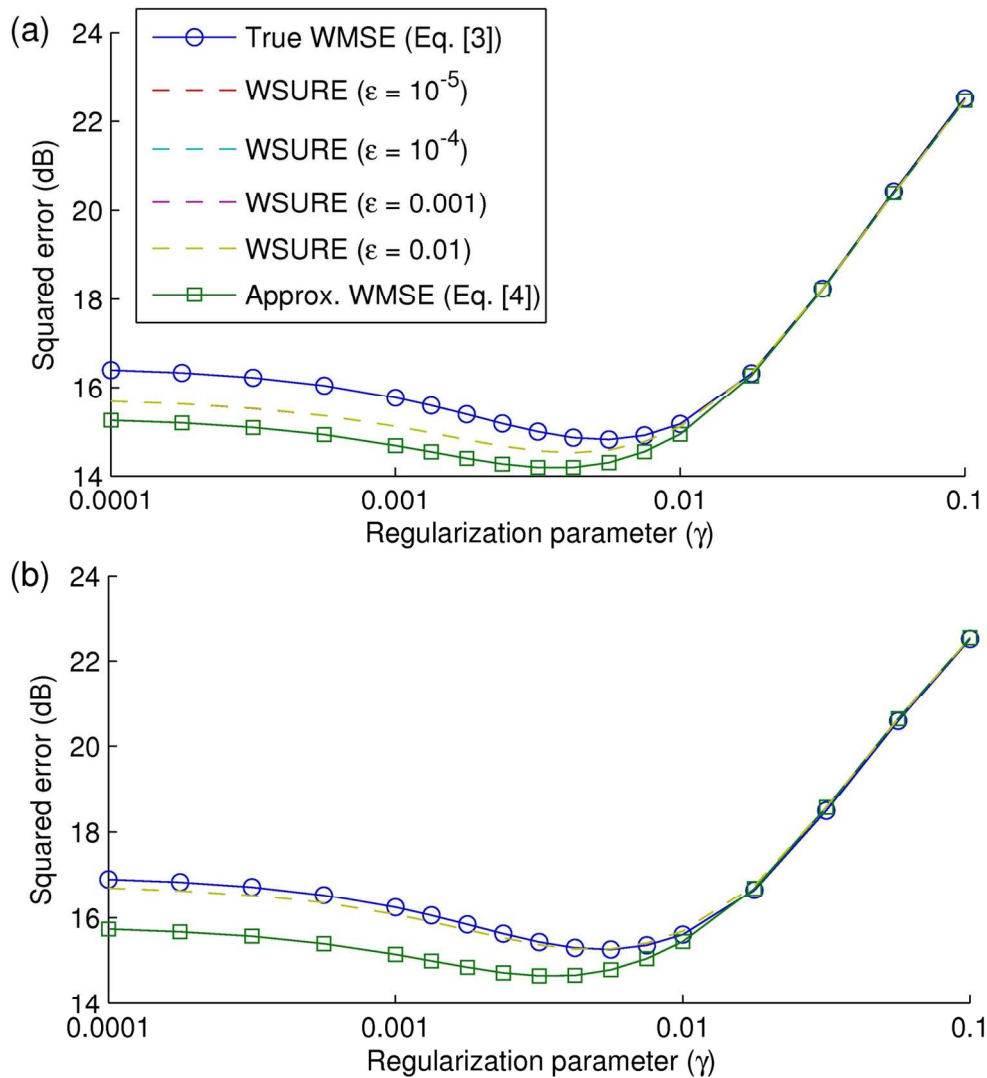 (a)
24
22
20
18
16
14
Squared error (dB)
True WMSE (Eq. [3])
WSURE (ε = 10⁻⁵)
WSURE (ε = 10⁻⁴)
WSURE (ε = 0.001)
WSURE (ε = 0.01)
Approx. WMSE (Eq. [4])
0.0001 0.001 0.01 0.1
Regularization parameter (γ)
(b)
24
22
20
18
16
14
Squared error (dB)
0.0001 0.001 0.01 0.1
Regularization parameter (γ)